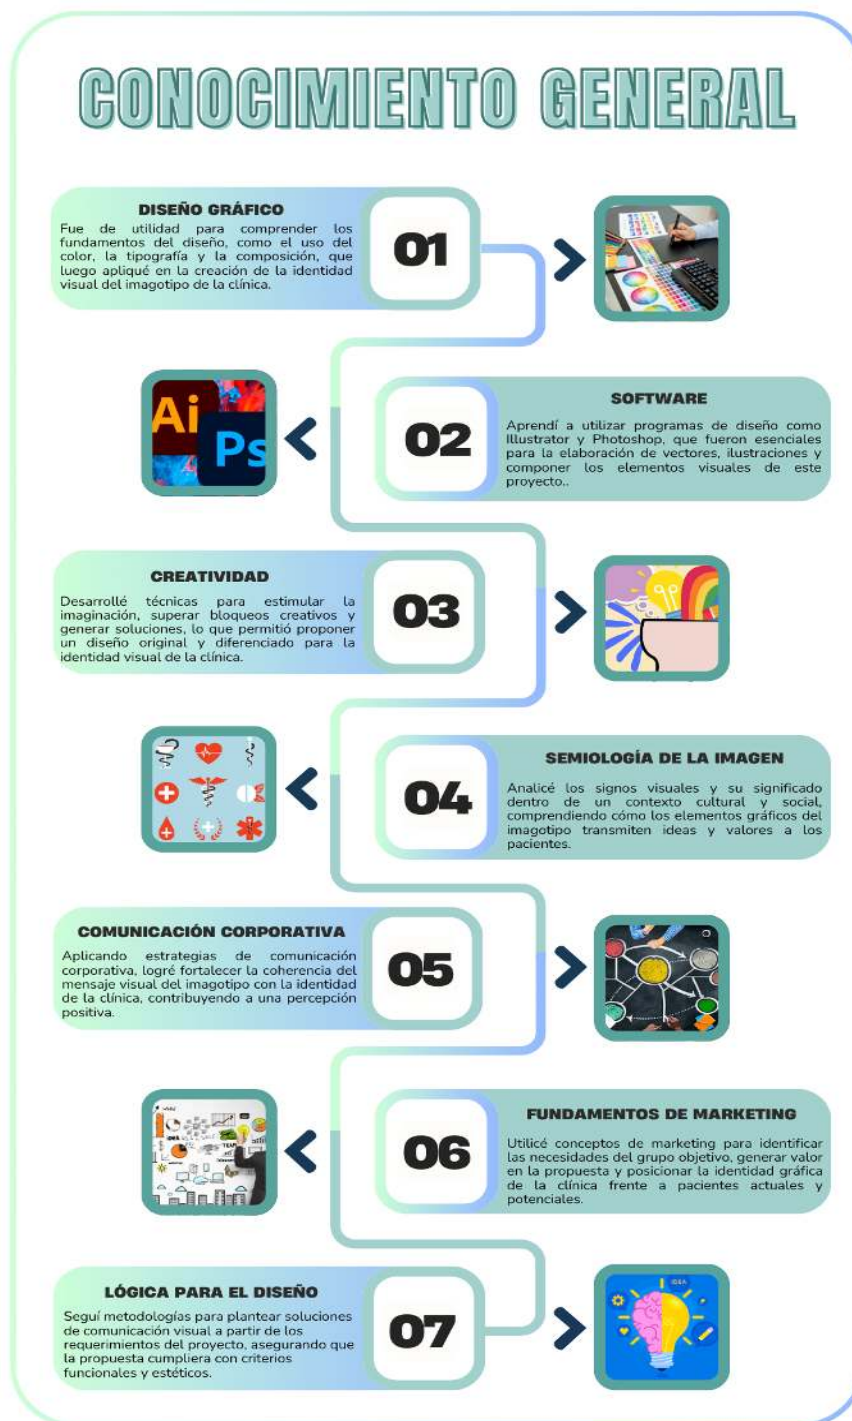 CONOCIMIENTO GENERAL
DISEÑO GRÁFICO
Fue de utilidad para comprender los
fundamentos del diseño, como el uso del
color, la tipografía y la composición, que
luego apliqué en la creación de la identidad
visual del imagotipo de la clínica.
01
Ai
Ps
02
SOFTWARE
Aprendí a utilizar programas de diseño como
Illustrator y Photoshop, que fueron esenciales
para la elaboración de vectores, ilustraciones y
componer los elementos visuales de este
proyecto..
CREATIVIDAD
Desarrollé técnicas para estimular la
imaginación, superar bloqueos creativos y
generar soluciones, lo que permitió proponer
un diseño original y diferenciado para la
identidad visual de la clínica.
03
04
SEMIOLOGÍA DE LA IMAGEN
Analicé los signos visuales y su significado
dentro de un contexto cultural y social,
comprendiendo cómo los elementos gráficos del
imagotipo transmiten ideas y valores a los
pacientes.
COMUNICACIÓN CORPORATIVA
Aplicando estrategias de comunicación
corporativa, logré fortalecer la coherencia del
mensaje visual del imagotipo con la identidad
de la clínica, contribuyendo a una percepción
positiva.
05
06
FUNDAMENTOS DE MARKETING
Utilicé conceptos de marketing para identificar
las necesidades del grupo objetivo, generar valor
en la propuesta y posicionar la identidad gráfica
de la clínica frente a pacientes actuales y
potenciales.
LÓGICA PARA EL DISEÑO
Seguí metodologías para plantear soluciones
de comunicación visual a partir de los
requerimientos del proyecto, asegurando que
la propuesta cumpliera con criterios
funcionales y estéticos.
07
IDEA